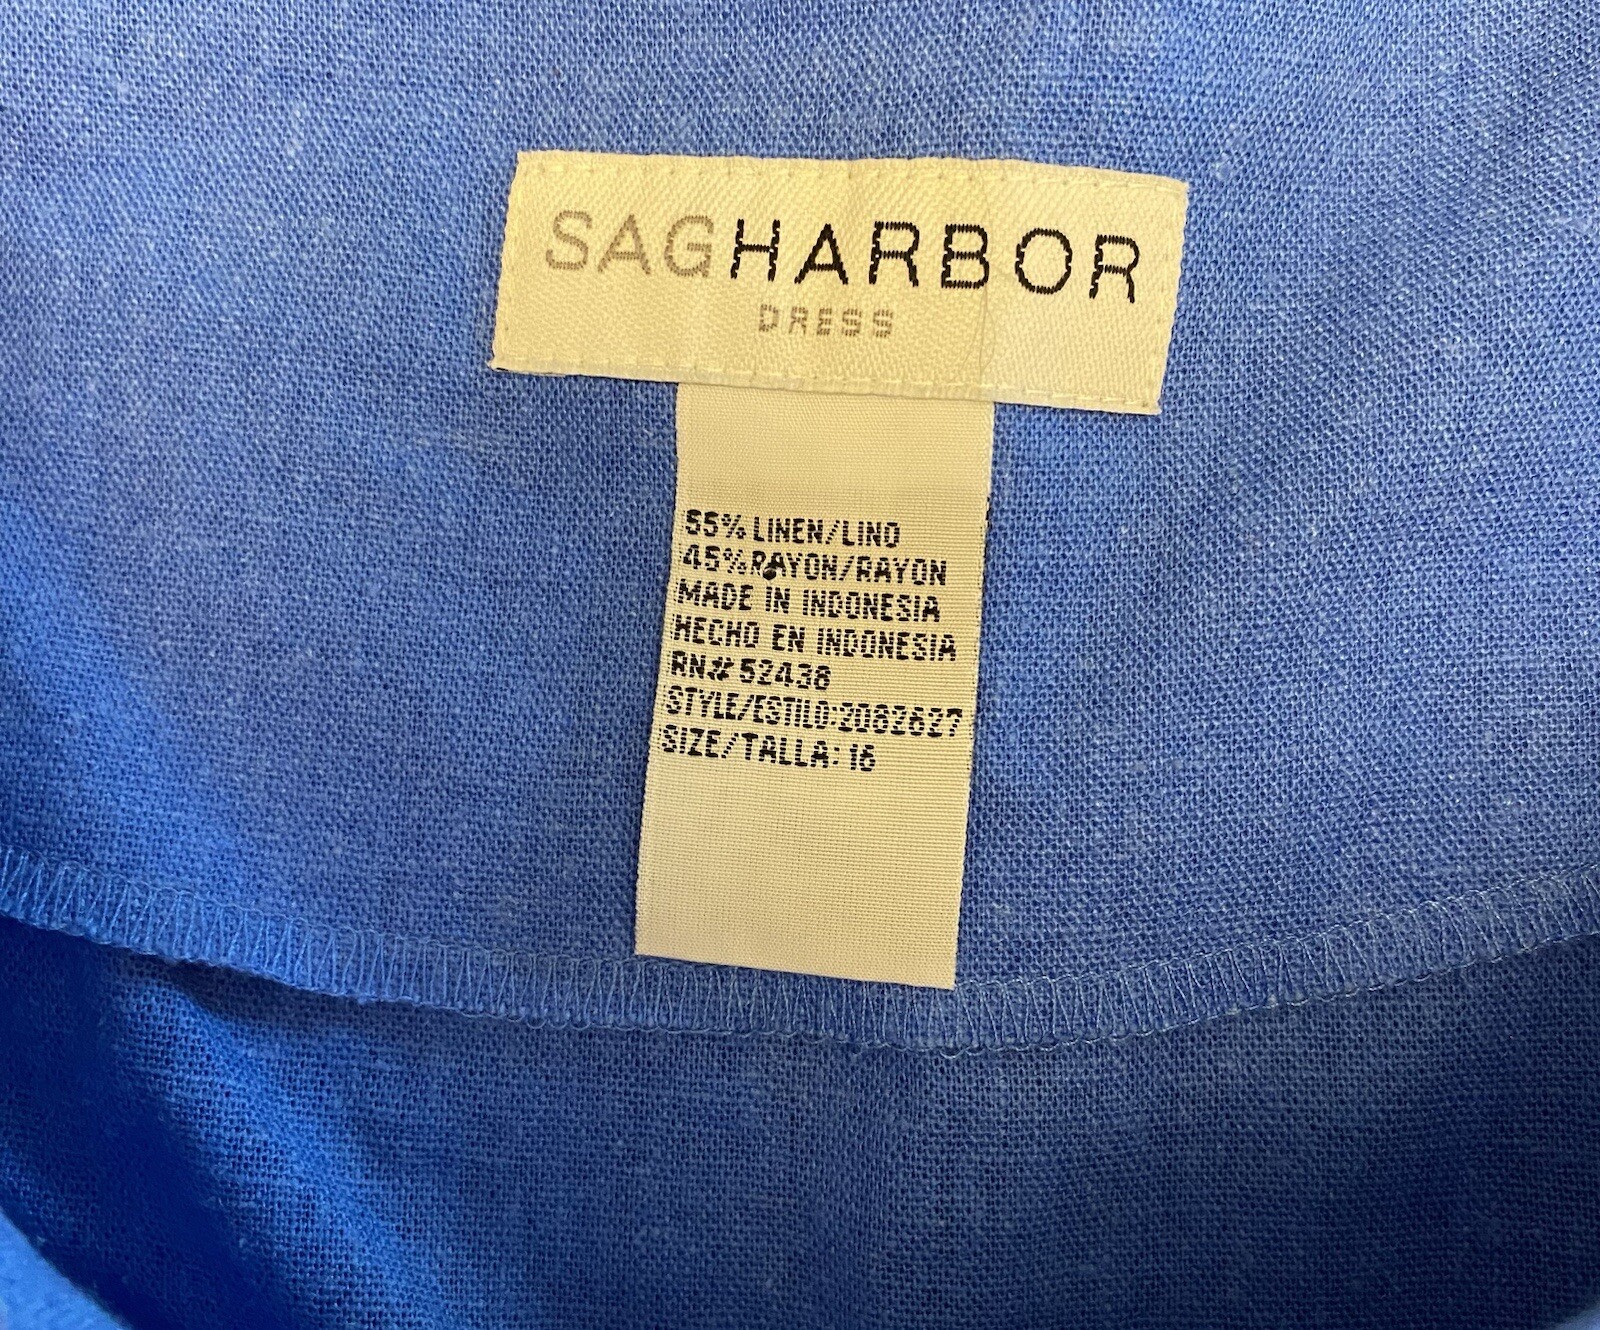 SAGHARBOR
DRESS
55% LINEN/LINO
45% RAYON/RAYON
MADE IN INDONESIA
HECHO EN INDONESIA
RN# 52438
STYLE/ESTILO:2082627
SIZE/TALLA: 16